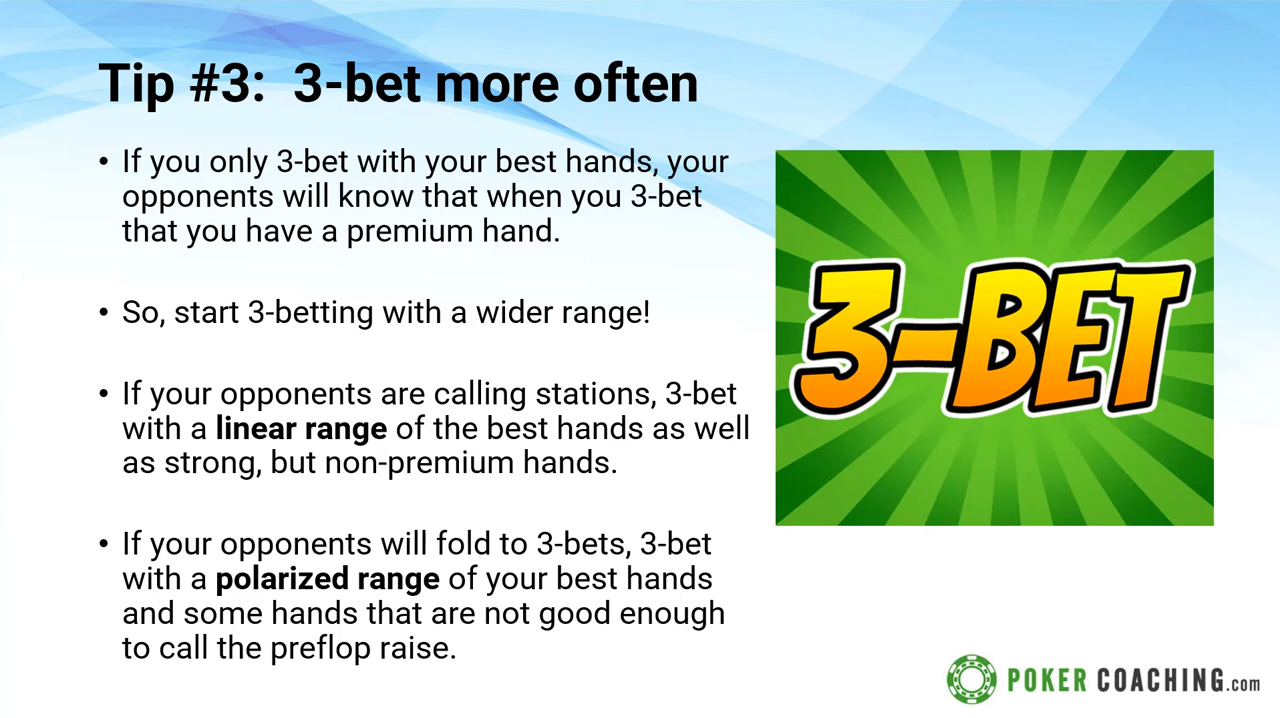 Tip #3:  3-bet more often
• If you only 3-bet with your best hands, your
opponents will know that when you 3-bet
that you have a premium hand.
• So, start 3-betting with a wider range!
• If your opponents are calling stations, 3-bet
with a linear range of the best hands as well
as strong, but non-premium hands.
• If your opponents will fold to 3-bets, 3-bet
with a polarized range of your best hands
and some hands that are not good enough
to call the preflop raise.
3-BET
POKER COACHING.com